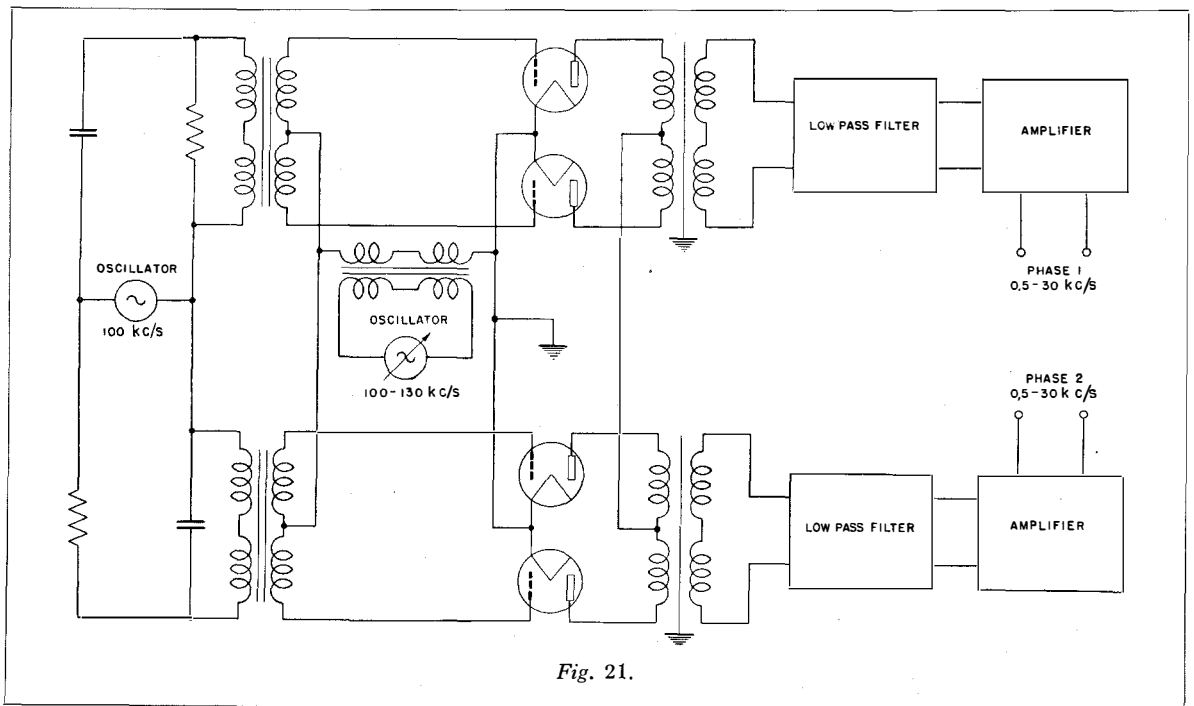 OSCILLATOR
100 kC/S
OSCILLATOR
100-130 kC/S
LOW PASS FILTER
AMPLIFIER
PHASE 1
0,5-30 kC/S
PHASE 2
0,5-30 kC/S
LOW PASS FILTER
AMPLIFIER
Fig. 21.